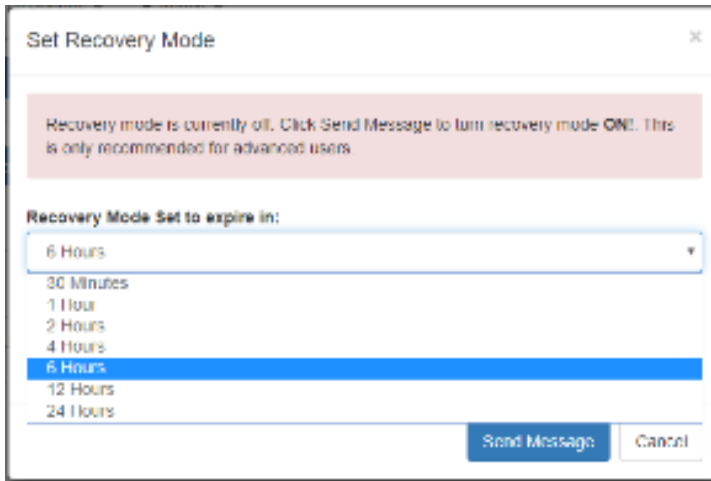 Set Recovery Mode ×
Recovery mode is currently off. Click Send Message to turn recovery mode ON!. This
is only recommended for advanced users.
Recovery Mode Set to expire in:
6 Hours
30 Minutes
1 Hour
2 Hours
4 Hours
6 Hours
12 Hours
24 Hours
Send Message Cancel